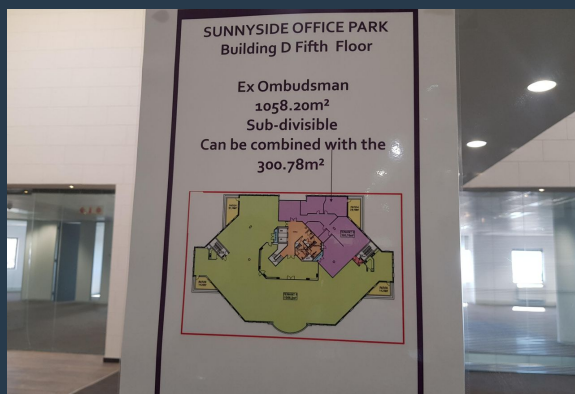 SUNNYSIDE OFFICE PARK
Building D Fifth Floor
Ex Ombudsman
1058.20m²
Sub-divisible
Can be combined with the
300.78m²